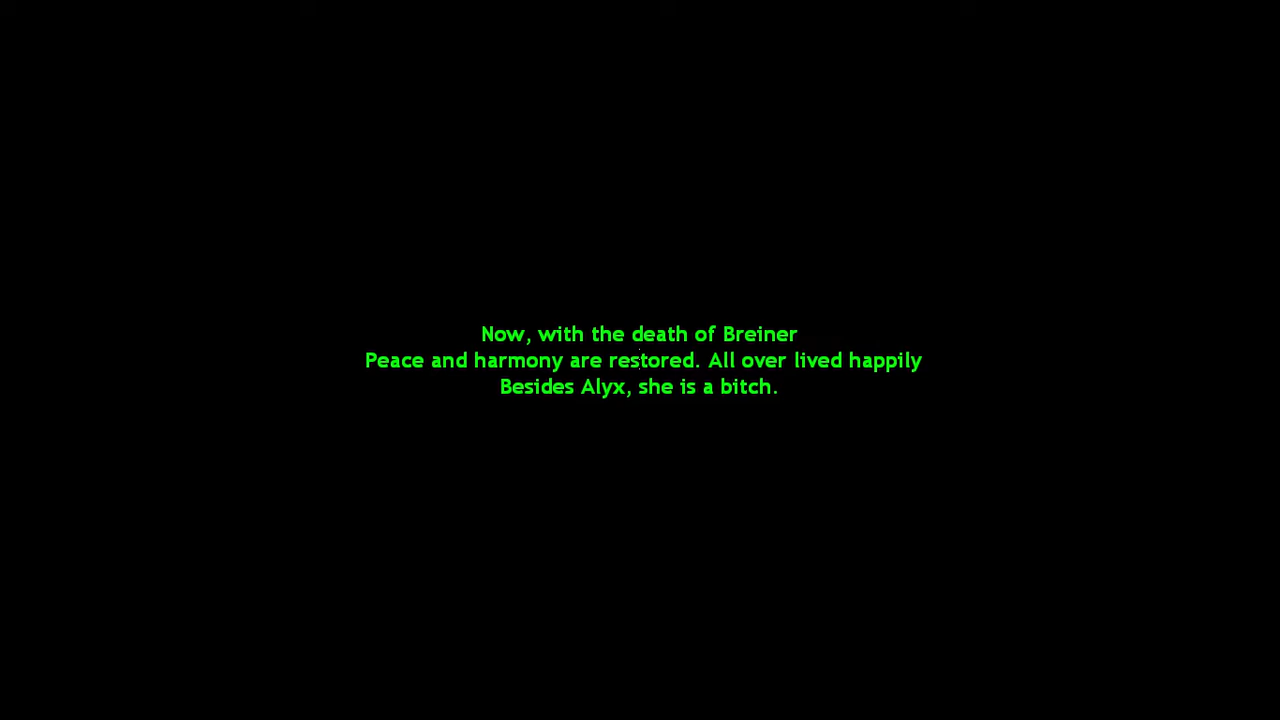 Now, with the death of Breiner
Peace and harmony are restored. All over lived happily
Besides Alyx, she is a bitch.